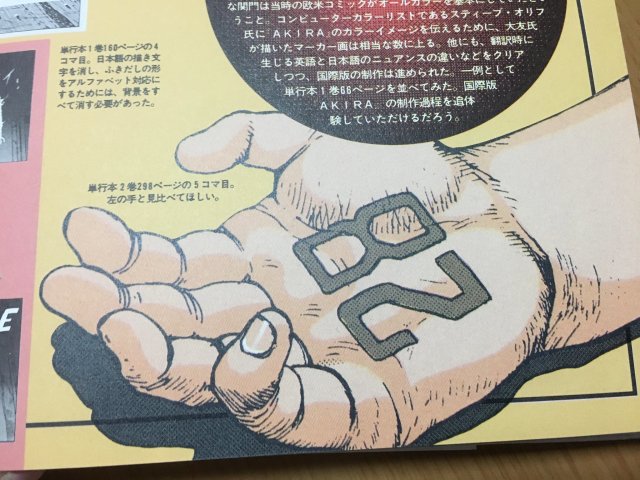 な関門は当時の欧米コミックがオールカラーを基本にしていたとい
うこと。コンピューターカラーリストであるスティーブ・オリフ
氏に「AKIRA」のカラーイメージを伝えるために、大友氏
が描いたマーカー画は相当な数に上る。他にも、翻訳時に
生じる英語と日本語のニュアンスの違いなどをクリア
しつつ、国際版の制作は進められた。一例として、
単行本1巻66ページを並べてみた。国際版
「AKIRA」の制作過程を追体
験していただけるだろう。
単行本1巻160ページの4
コマ目。日本語の描き文
字を消し、ふきだしの形
をアルファベット対応に
するためには、背景をす
べて消す必要があった。
単行本2巻298ページの5コマ目。
左の手と見比べてほしい。
28
E